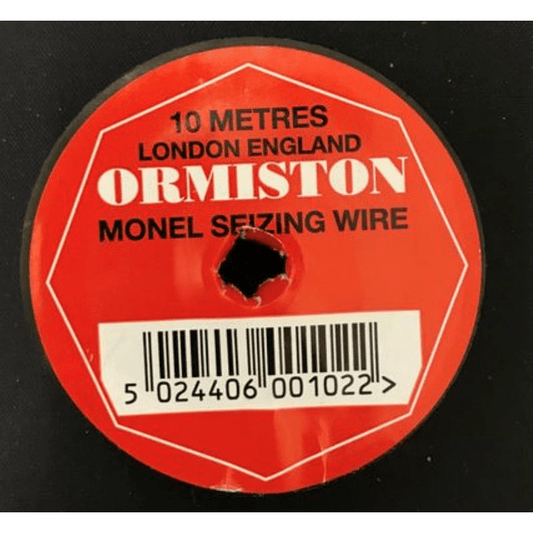 10 METRES
LONDON ENGLAND
ORMISTON
MONEL SEIZING WIRE
5 024406 001022 >